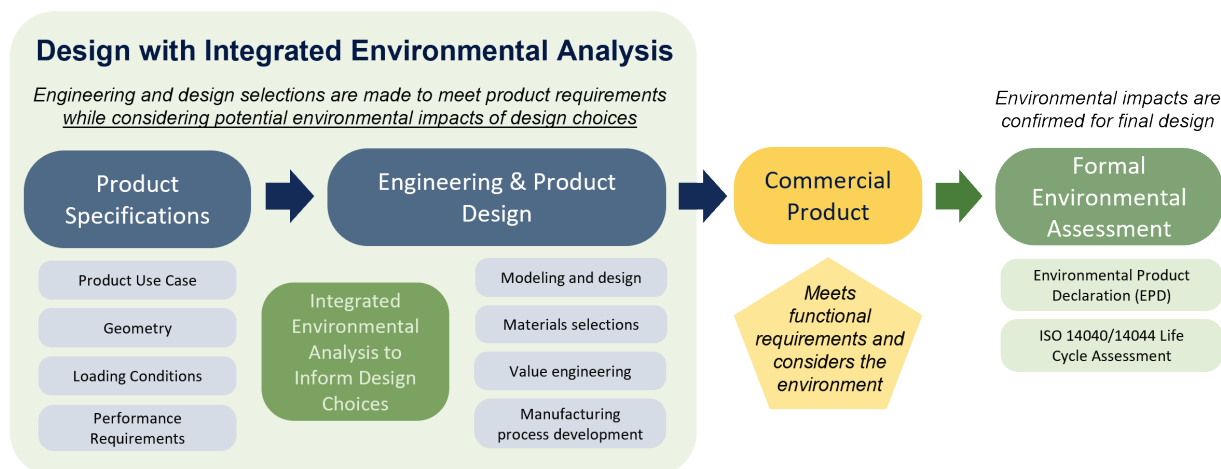 Design with Integrated Environmental Analysis
Engineering and design selections are made to meet product requirements
while considering potential environmental impacts of design choices
Environmental impacts are
confirmed for final design
Product
Specifications
Engineering & Product
Design
Commercial
Product
Formal
Environmental
Assessment
Product Use Case
Geometry
Loading Conditions
Performance
Requirements
Integrated
Environmental
Analysis to
Inform Design
Choices
Modeling and design
Materials selections
Value engineering
Manufacturing
process development
Meets
functional
requirements and
considers the
environment
Environmental Product
Declaration (EPD)
ISO 14040/14044 Life
Cycle Assessment